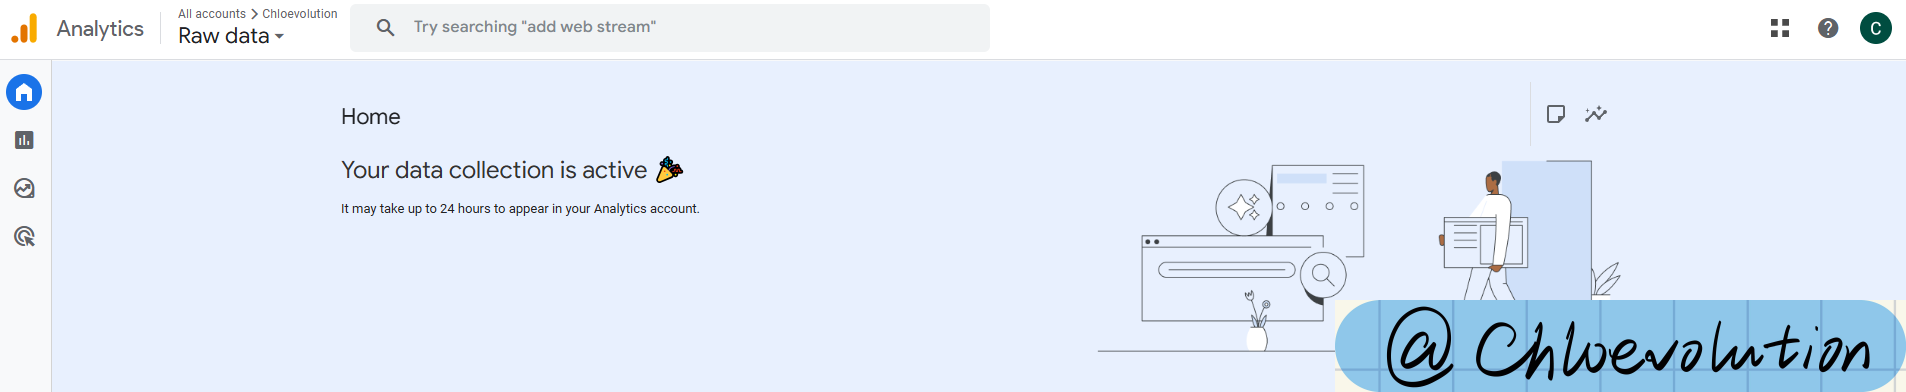 Analytics
All accounts > Chloevolution
Raw data
Try searching "add web stream"
C
Home
Your data collection is active 🎉
It may take up to 24 hours to appear in your Analytics account.
@Chloevolution